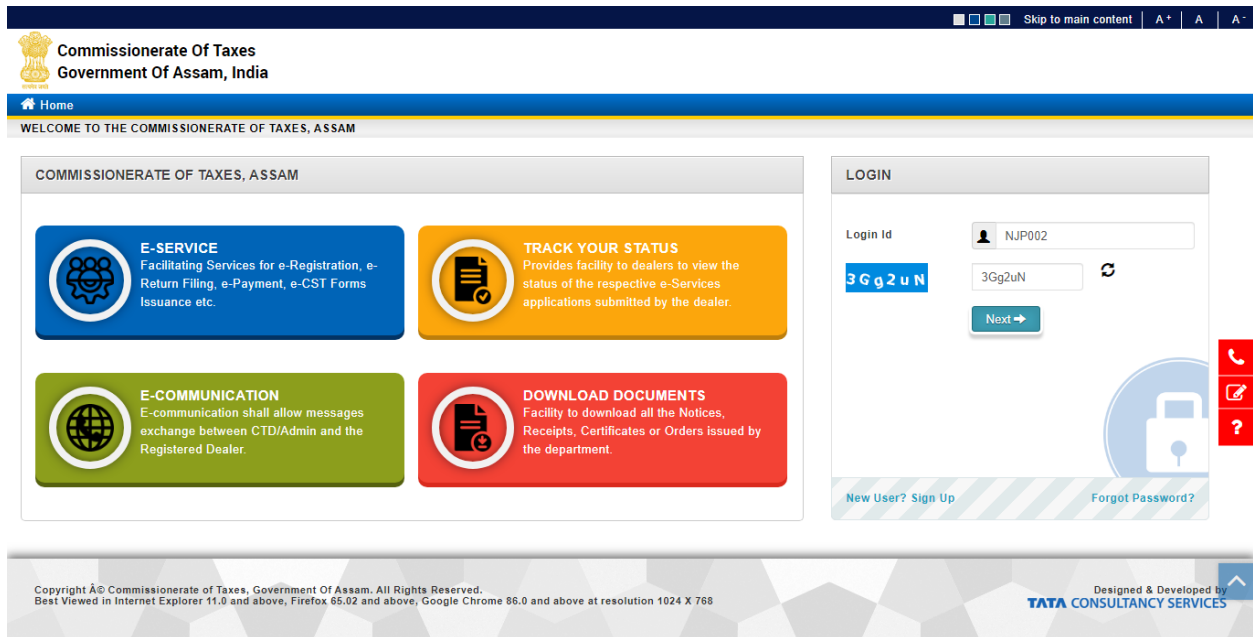 Skip to main content A+ A A-
Commissionerate Of Taxes
Government Of Assam, India
Home
WELCOME TO THE COMMISSIONERATE OF TAXES, ASSAM
COMMISSIONERATE OF TAXES, ASSAM
E-SERVICE
Facilitating Services for e-Registration, e-
Return Filing, e-Payment, e-CST Forms
Issuance etc.
TRACK YOUR STATUS
Provides facility to dealers to view the
status of the respective e-Services
applications submitted by the dealer.
E-COMMUNICATION
E-communication shall allow messages
exchange between CTD/Admin and the
Registered Dealer.
DOWNLOAD DOCUMENTS
Facility to download all the Notices,
Receipts, Certificates or Orders issued by
the department.
LOGIN
Login Id NJP002
3Gg2uN 3Gg2uN
Next
New User? Sign Up Forgot Password?
Copyright Â© Commissionerate of Taxes, Government Of Assam. All Rights Reserved.
Best Viewed in Internet Explorer 11.0 and above, Firefox 65.02 and above, Google Chrome 86.0 and above at resolution 1024 X 768
Designed & Developed by
TATA CONSULTANCY SERVICES